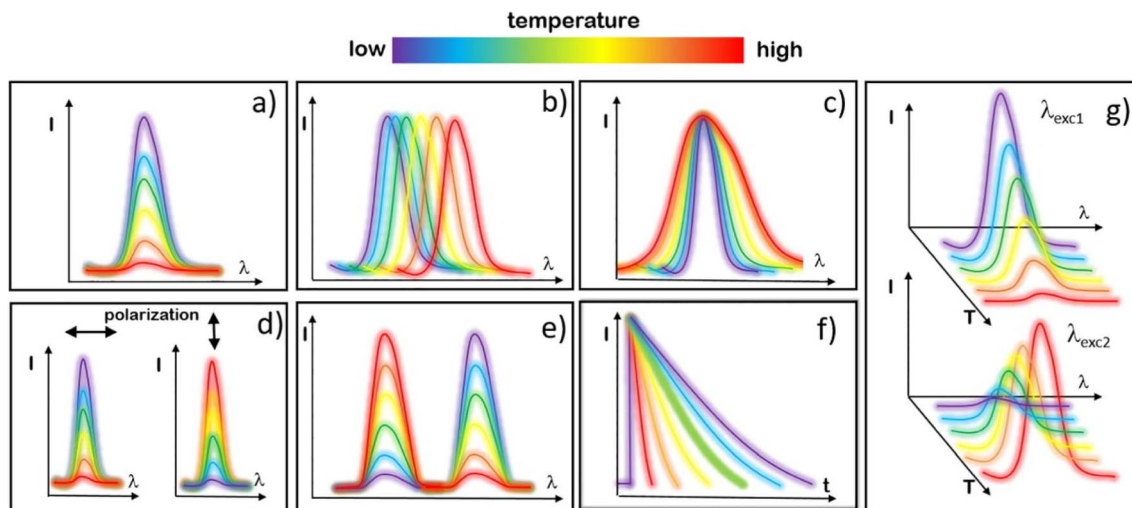 temperature
low high
a)
I
λ
b)
I
λ
c)
I
λ
g)
λexc1
I
λ
T
I
λexc2
λ
T
d)
polarization
I
λ
I
λ
e)
I
λ
f)
I
t